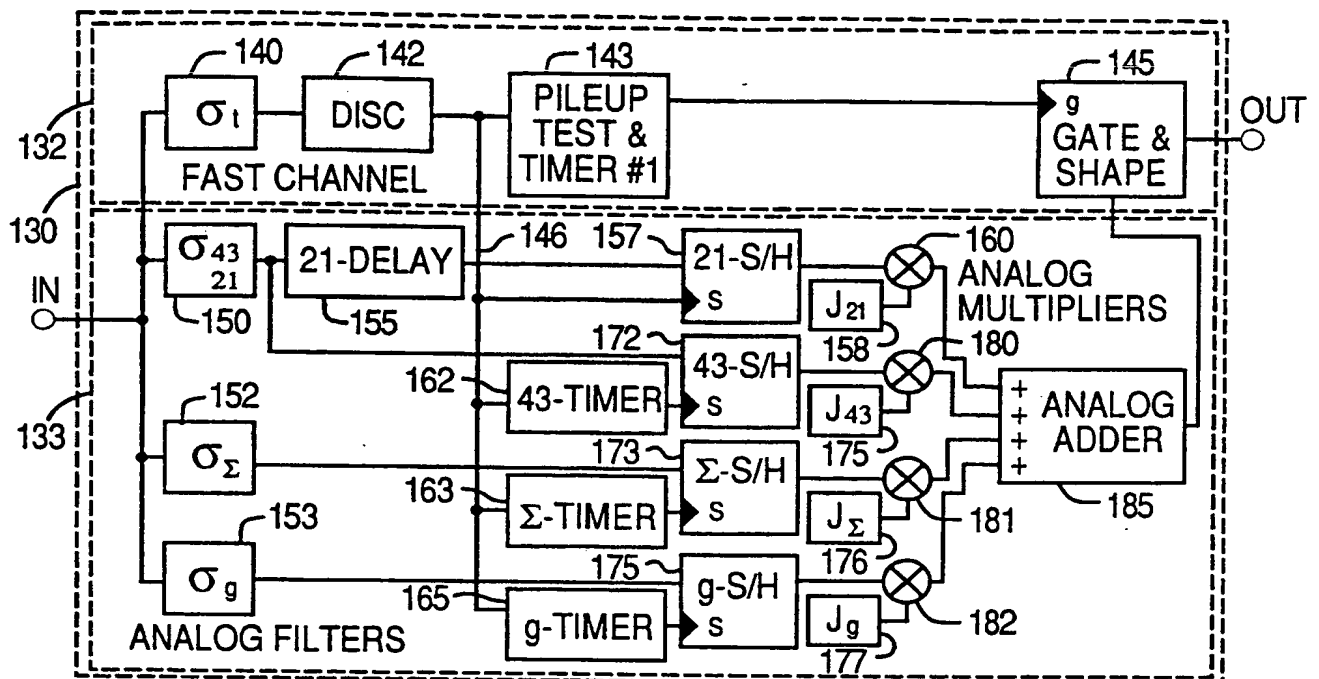 140
142
143
145
σt
DISC
PILEUP
TEST &
TIMER #1
g
GATE &
SHAPE
OUT
132
FAST CHANNEL
130
IN
σ43
21
150
21-DELAY
155
146
157
21-S/H
S
160
ANALOG
MULTIPLIERS
J21
158
172
43-S/H
S
180
162
43-TIMER
J43
175
+
+
+
+
ANALOG
ADDER
185
133
152
σΣ
173
Σ-S/H
S
163
Σ-TIMER
JΣ
176
181
153
σg
175
g-S/H
S
165
g-TIMER
Jg
177
182
ANALOG FILTERS